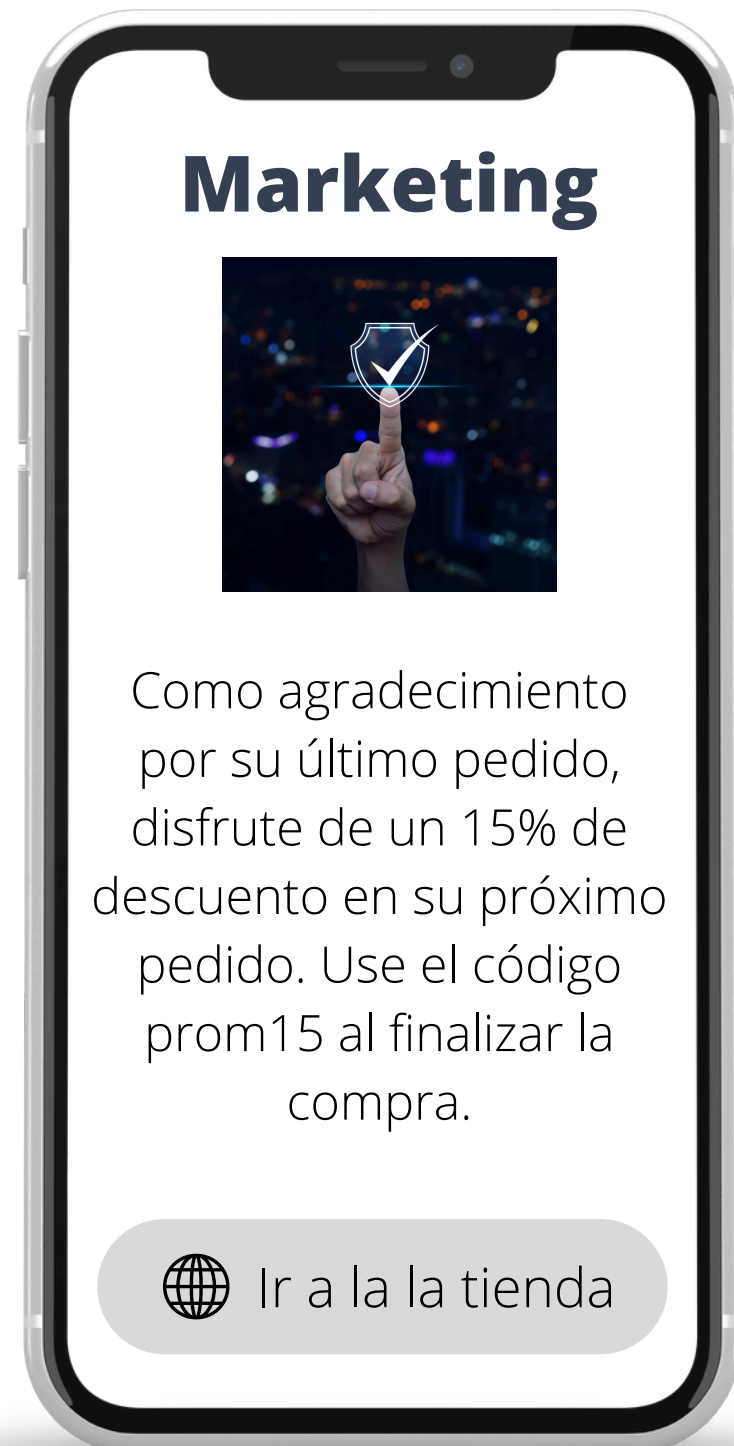 Marketing
Como agradecimiento
por su último pedido,
disfrute de un 15% de
descuento en su próximo
pedido. Use el código
prom15 al finalizar la
compra.
Ir a la la tienda